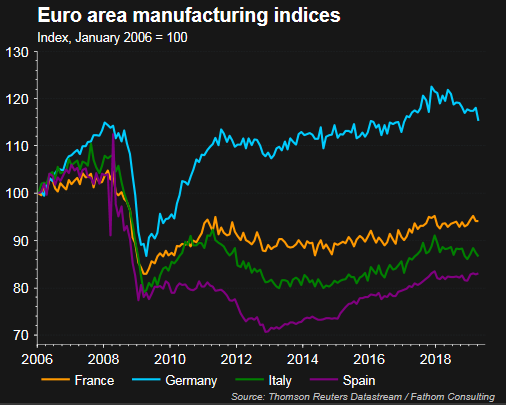 Euro area manufacturing indices
Index, January 2006 = 100
130
120
110
100
90
80
70
2006 2008 2010 2012 2014 2016 2018
France Germany Italy Spain
Source: Thomson Reuters Datastream / Fathom Consulting